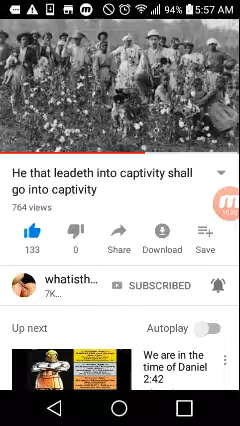 94% 5:57 AM
He that leadeth into captivity shall
go into captivity
764 views
133
0
Share
Download
Save
whatisth...
7K...
SUBSCRIBED
Up next
Autoplay
We are in the
time of Daniel
2:42